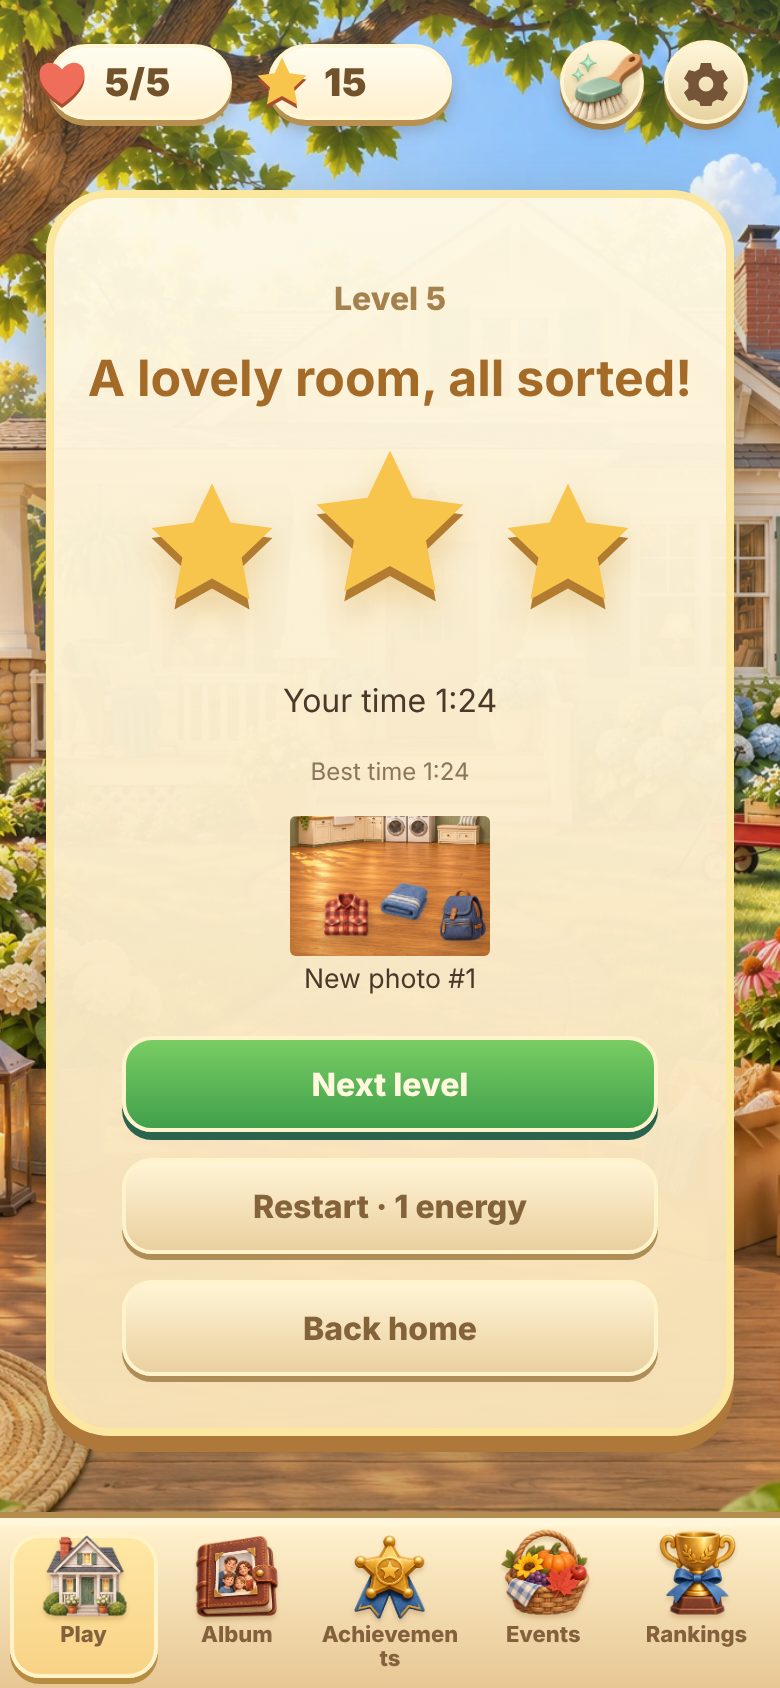 5/5
15
Level 5
A lovely room, all sorted!
Your time 1:24
Best time 1:24
New photo #1
Next level
Restart · 1 energy
Back home
Play
Album
Achievemen
ts
Events
Rankings